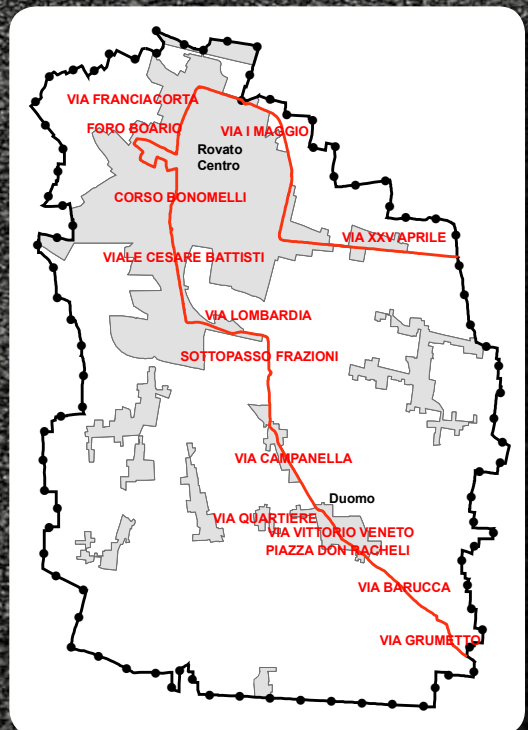 VIA FRANCIACORTA
FORO BOARIO
VIA I MAGGIO
Rovato
Centro
CORSO BONOMELLI
VIA XXV APRILE
VIALE CESARE BATTISTI
VIA LOMBARDIA
SOTTOPASSO FRAZIONI
VIA CAMPANELLA
Duomo
VIA QUARTIERE
VIA VITTORIO VENETO
PIAZZA DON RACHELI
VIA BARUCCA
VIA GRUMETTO